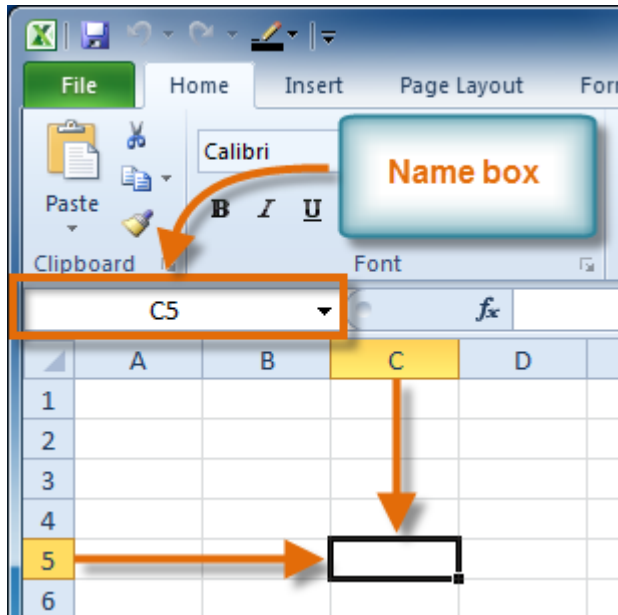 File Home Insert Page Layout
Calibri
Name box
Paste
B I U
Clipboard Font
C5 fx
A B C D
1
2
3
4
5
6